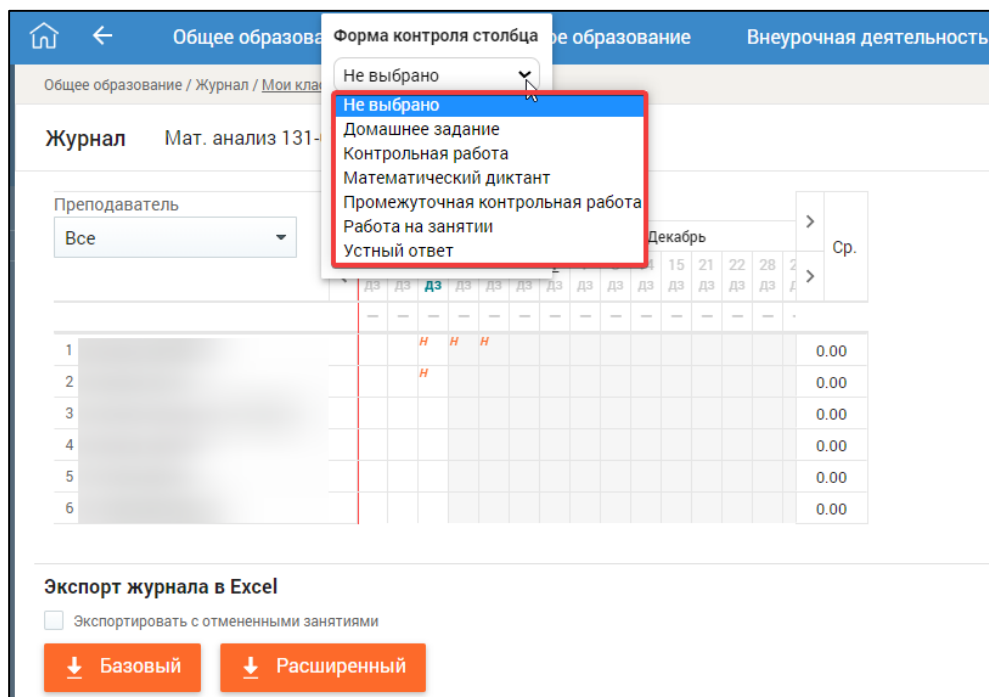 Общее образова
Форма контроля столбца
ое образование
Внеурочная деятельность
Общее образование / Журнал / Мои клас
Не выбрано
Не выбрано
Домашнее задание
Контрольная работа
Математический диктант
Промежуточная контрольная работа
Работа на занятии
Устный ответ
Журнал
Мат. анализ 131-
Преподаватель
Все
Декабрь
Ср.
14 15 21 22 28 2
дз дз дз дз дз дз дз дз дз дз дз дз дз дз
— — — — — — — — — — — — — —
1 Н Н Н 0.00
2 Н 0.00
3 0.00
4 0.00
5 0.00
6 0.00
Экспорт журнала в Excel
Экспортировать с отмененными занятиями
Базовый
Расширенный